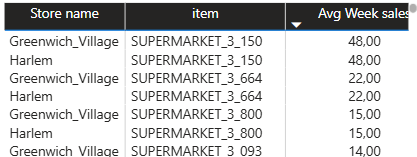 Store name item Avg Week sales
Greenwich_Village SUPERMARKET_3_150 48,00
Harlem SUPERMARKET_3_150 48,00
Greenwich_Village SUPERMARKET_3_664 22,00
Harlem SUPERMARKET_3_664 22,00
Greenwich_Village SUPERMARKET_3_800 15,00
Harlem SUPERMARKET_3_800 15,00
Greenwich_Village SUPERMARKET_3_093 14,00